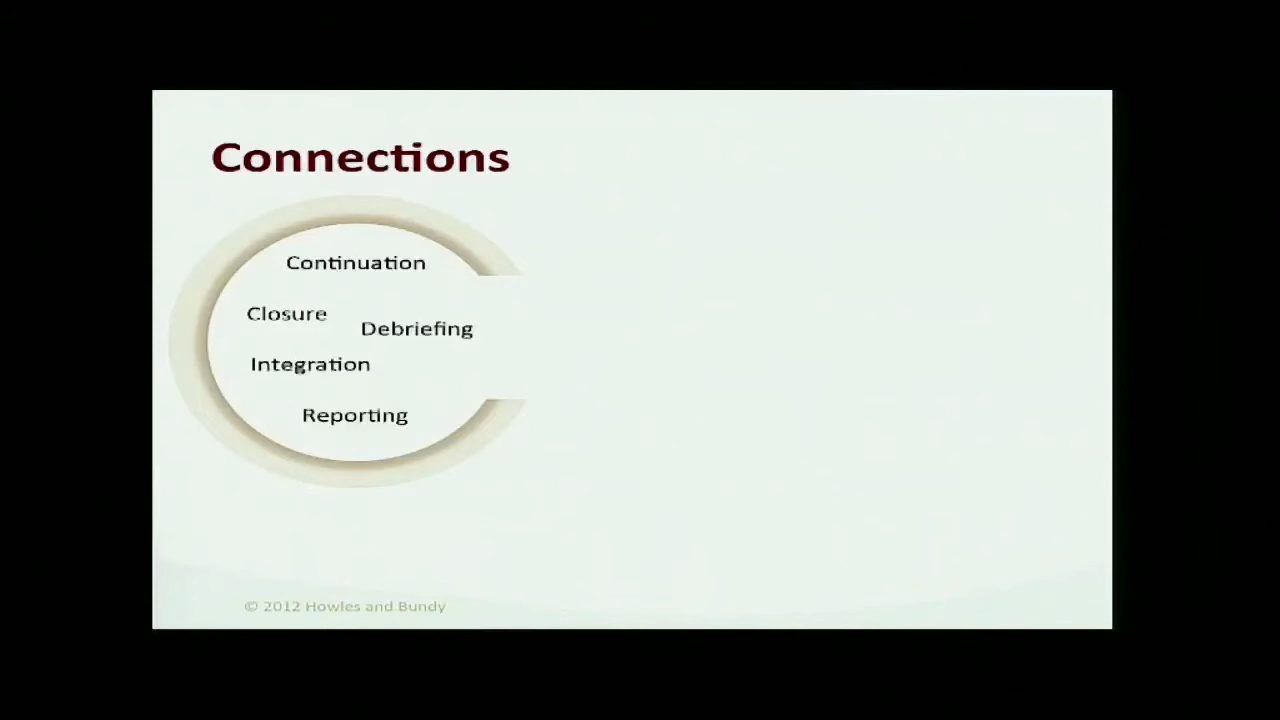 Connections
Continuation
Closure
Debriefing
Integration
Reporting
© 2012 Howles and Bundy